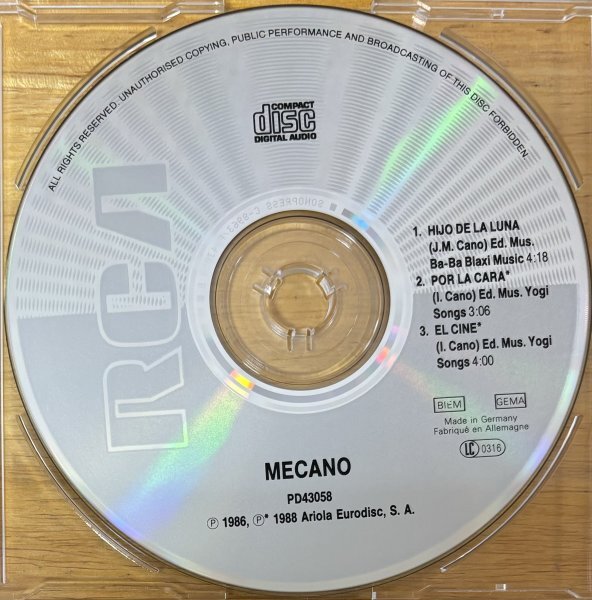 ALL RIGHTS RESERVED. UNAUTHORISED COPYING, PUBLIC PERFORMANCE AND BROADCASTING OF THIS DISC FORBIDDEN.
COMPACT
disc
DIGITAL AUDIO
RCA
SONOPRESS
1. HIJO DE LA LUNA
(J.M. Cano) Ed. Mus.
Ba-Ba Blaxi Music 4:18
2. POR LA CARA*
(I. Cano) Ed. Mus. Yogi
Songs 3:06
3. EL CINE*
(I. Cano) Ed. Mus. Yogi
Songs 4:00
BIEM GEMA
Made in Germany
Fabriqué en Allemagne
LC 0316
MECANO
PD43058
℗ 1986, ℗* 1988 Ariola Eurodisc, S. A.